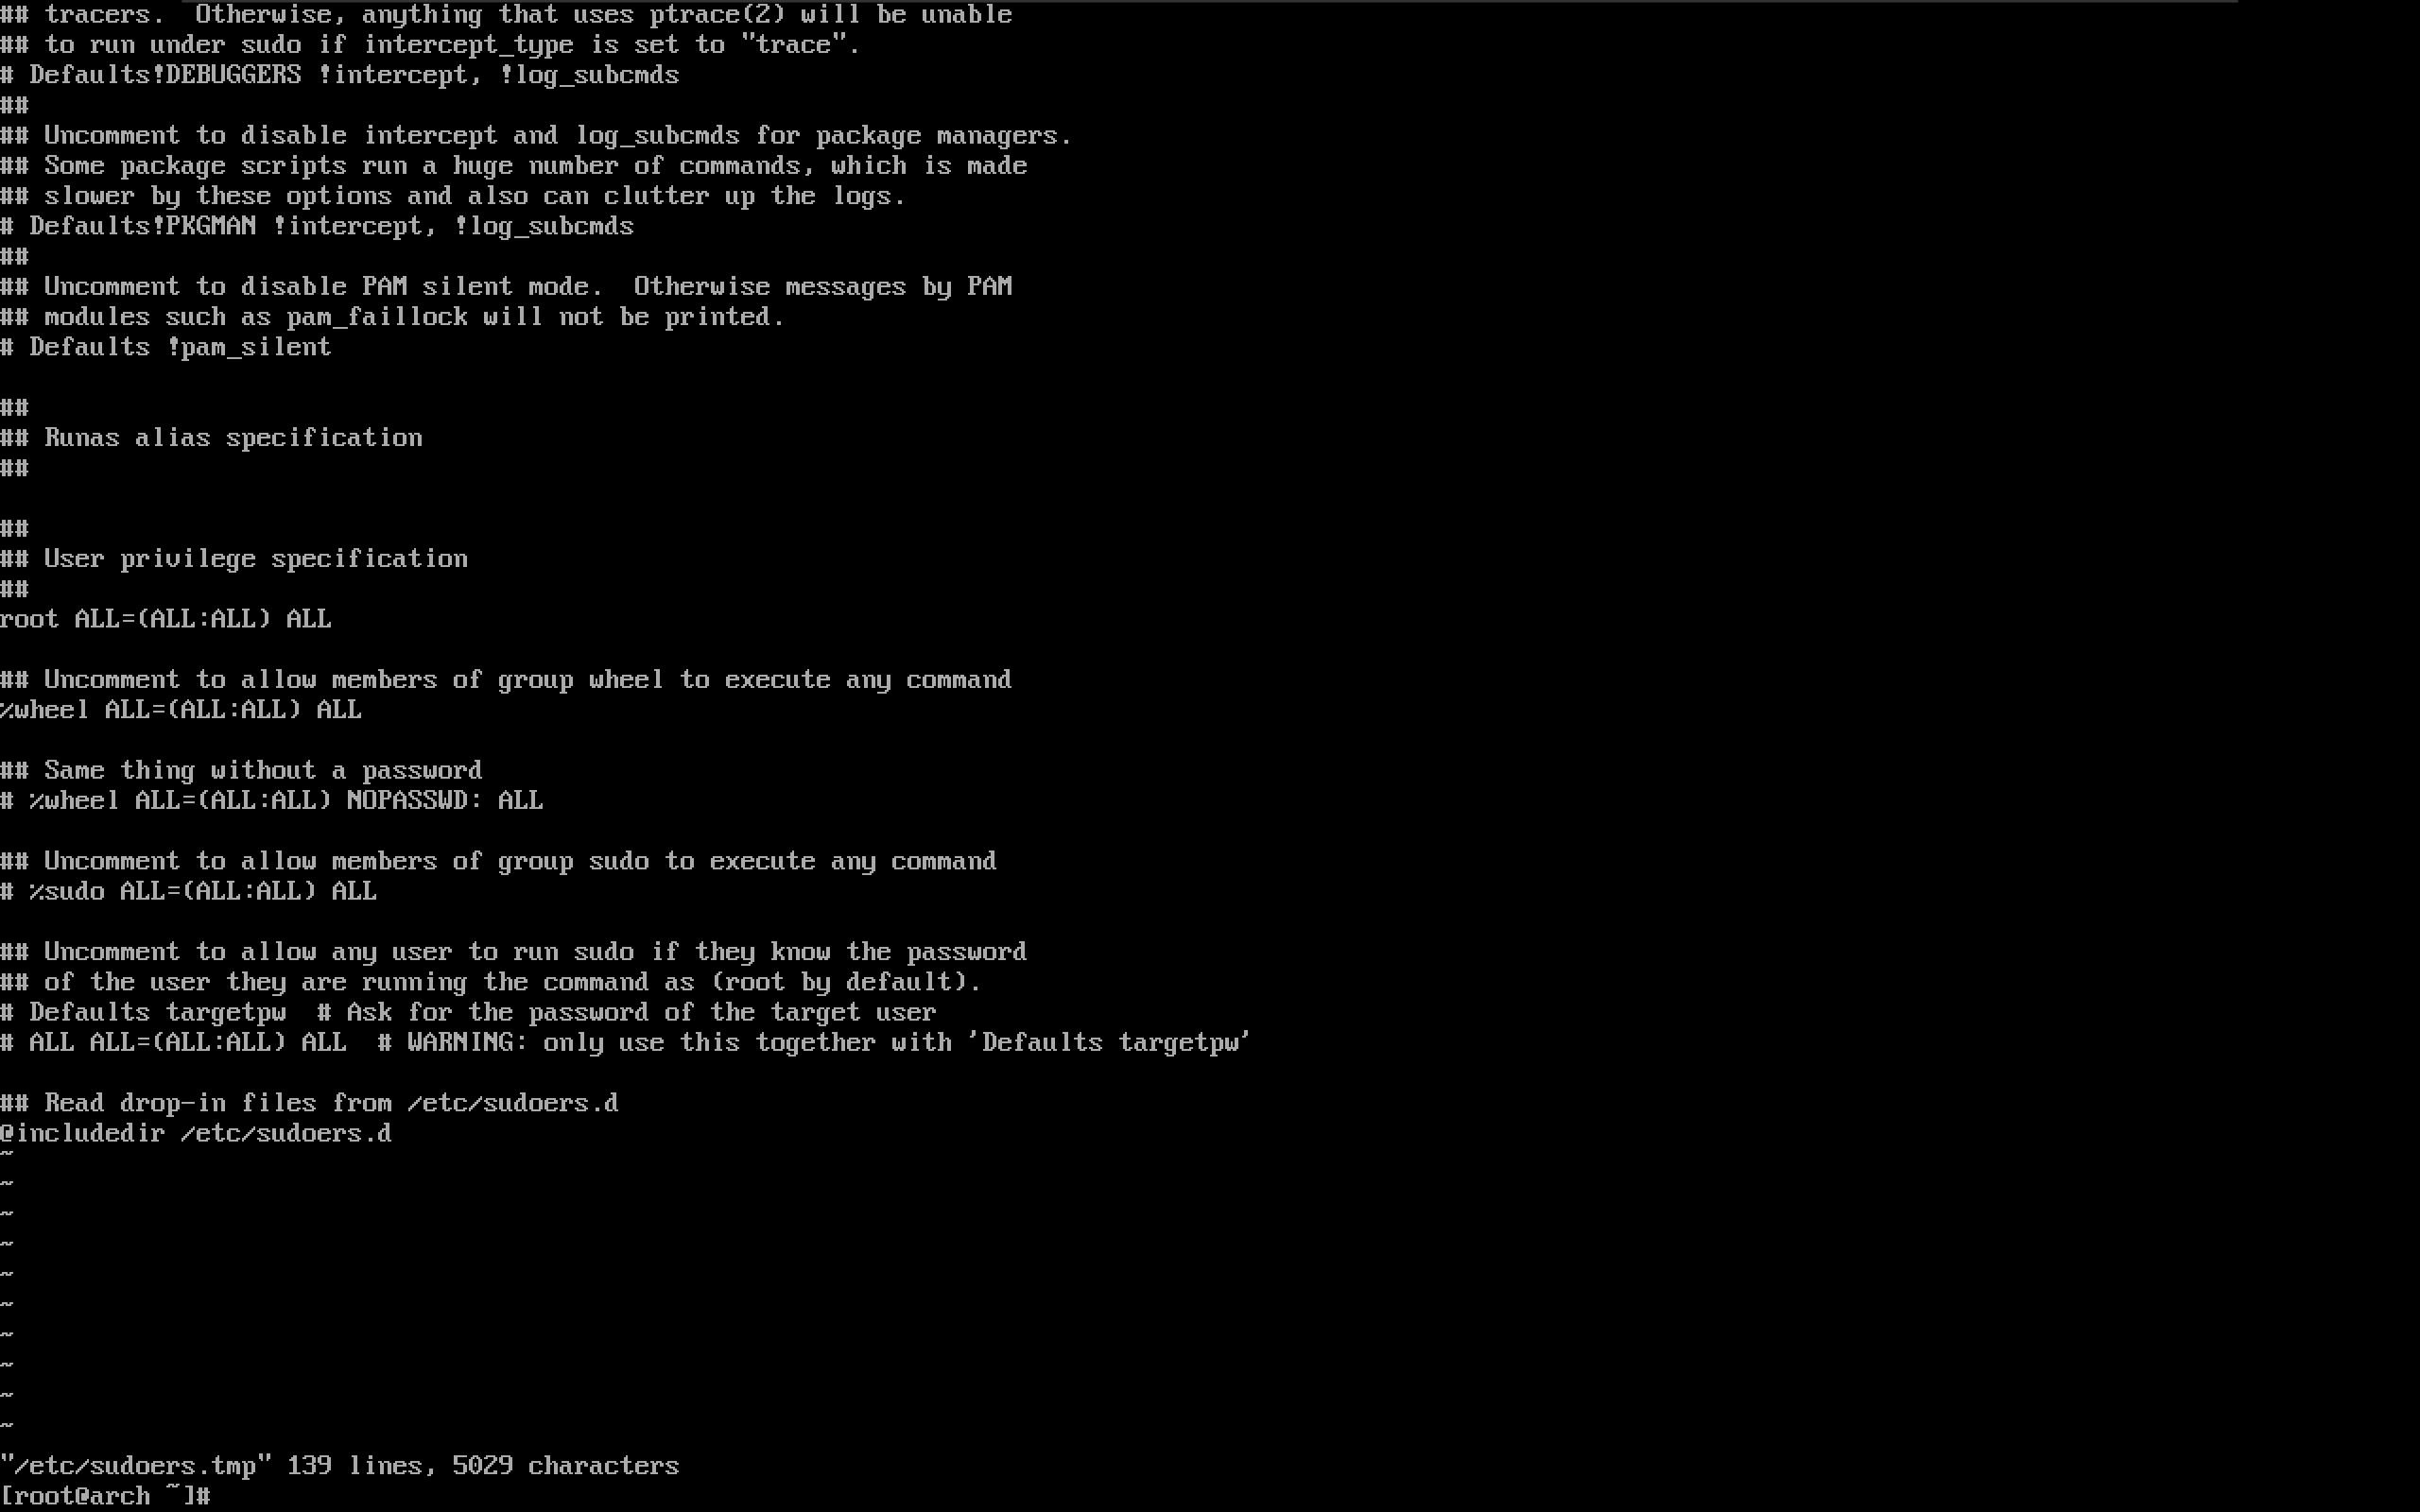 ## tracers.  Otherwise, anything that uses ptrace(2) will be unable
## to run under sudo if intercept_type is set to "trace".
# Defaults!DEBUGGERS !intercept, !log_subcmds
##
## Uncomment to disable intercept and log_subcmds for package managers.
## Some package scripts run a huge number of commands, which is made
## slower by these options and also can clutter up the logs.
# Defaults!PKGMAN !intercept, !log_subcmds
##
## Uncomment to disable PAM silent mode.  Otherwise messages by PAM
## modules such as pam_faillock will not be printed.
# Defaults !pam_silent

##
## Runas alias specification
##

##
## User privilege specification
##
root ALL=(ALL:ALL) ALL

## Uncomment to allow members of group wheel to execute any command
%wheel ALL=(ALL:ALL) ALL

## Same thing without a password
# %wheel ALL=(ALL:ALL) NOPASSWD: ALL

## Uncomment to allow members of group sudo to execute any command
# %sudo ALL=(ALL:ALL) ALL

## Uncomment to allow any user to run sudo if they know the password
## of the user they are running the command as (root by default).
# Defaults targetpw  # Ask for the password of the target user
# ALL ALL=(ALL:ALL) ALL  # WARNING: only use this together with 'Defaults targetpw'

## Read drop-in files from /etc/sudoers.d
@includedir /etc/sudoers.d
~
~
~
~
~
~
~
~
~
~
"/etc/sudoers.tmp" 139 lines, 5029 characters
[root@arch ~]#